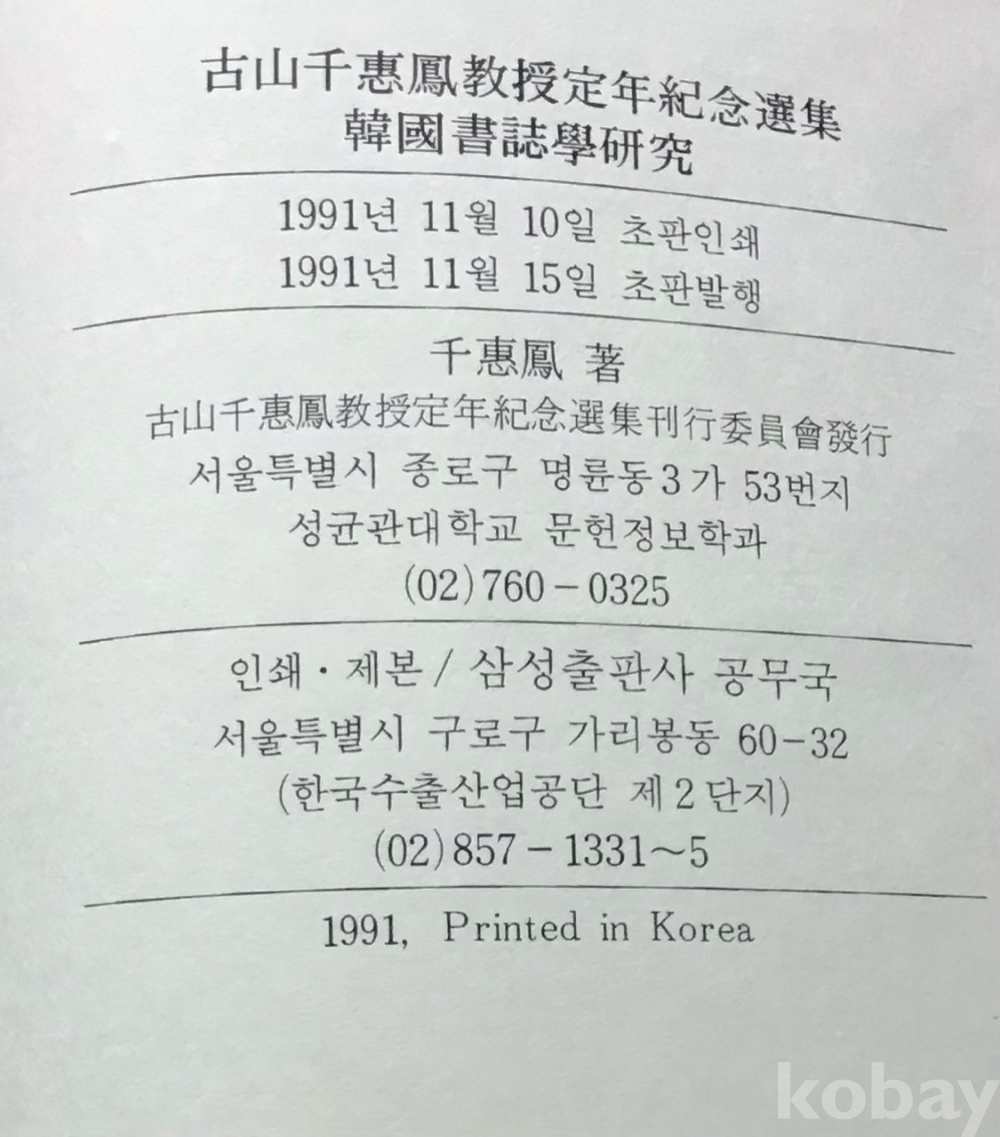 古山千惠鳳教授定年紀念選集
韓國書誌學研究
1991년 11월 10일 초판인쇄
1991년 11월 15일 초판발행
千惠鳳 著
古山千惠鳳教授定年紀念選集刊行委員會發行
서울특별시 종로구 명륜동3가 53번지
성균관대학교 문헌정보학과
(02)760-0325
인쇄·제본/삼성출판사 공무국
서울특별시 구로구 가리봉동 60-32
(한국수출산업공단 제2단지)
(02)857-1331~5
1991, Printed in Korea
kobay